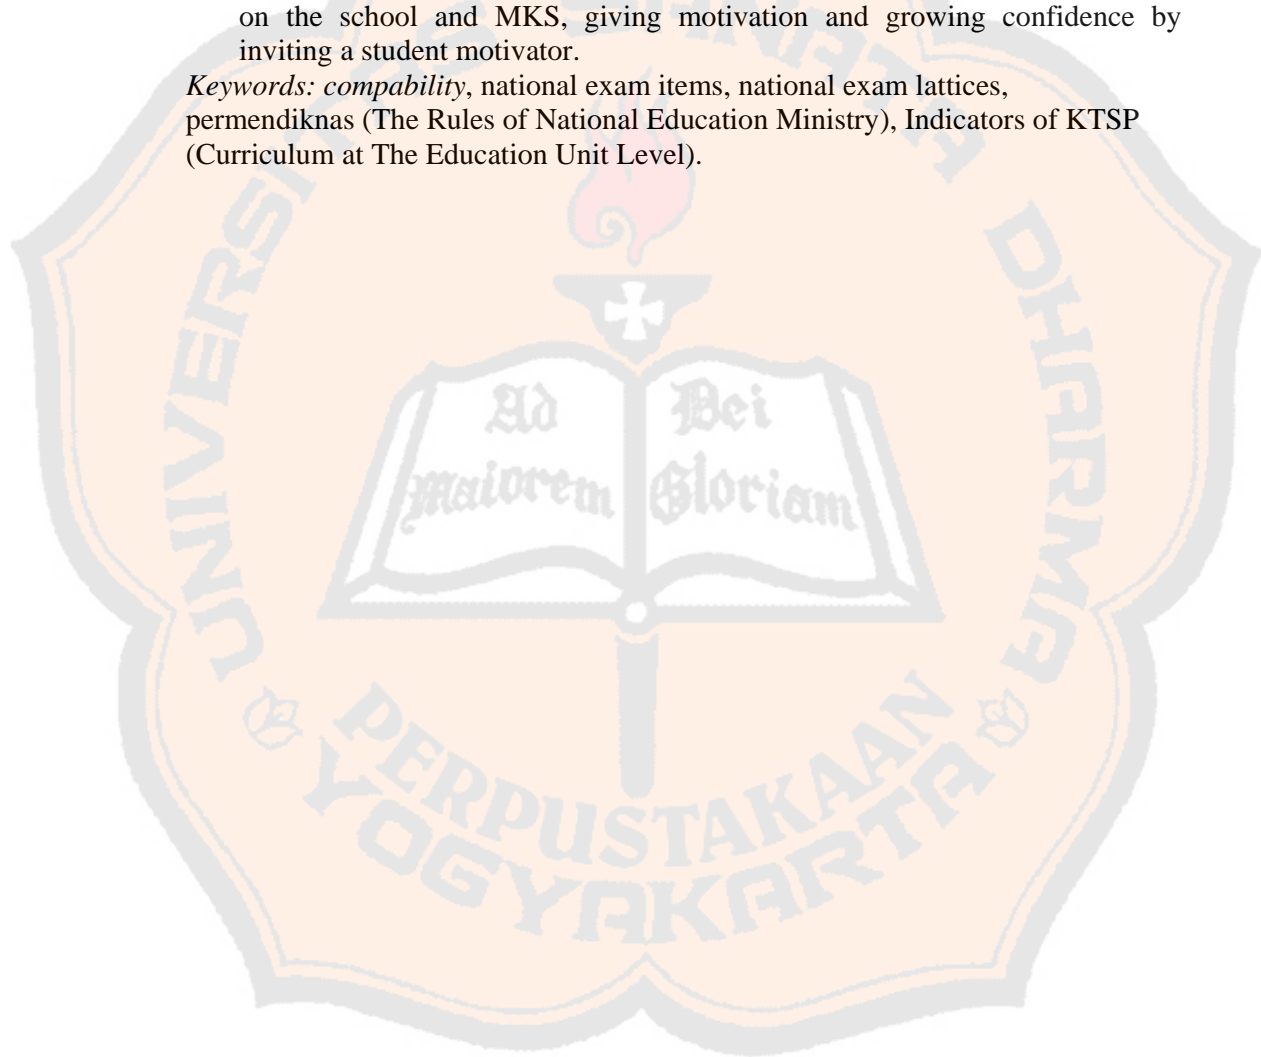 on the school and MKS, giving motivation and growing confidence by
inviting a student motivator.
Keywords: compability, national exam items, national exam lattices,
permendiknas (The Rules of National Education Ministry), Indicators of KTSP
(Curriculum at The Education Unit Level).
DHARMA
UNIVERSITAS
Ad
Maiorem
Dei
Gloriam
PERPUSTAKAAN
YOGYAKARTA